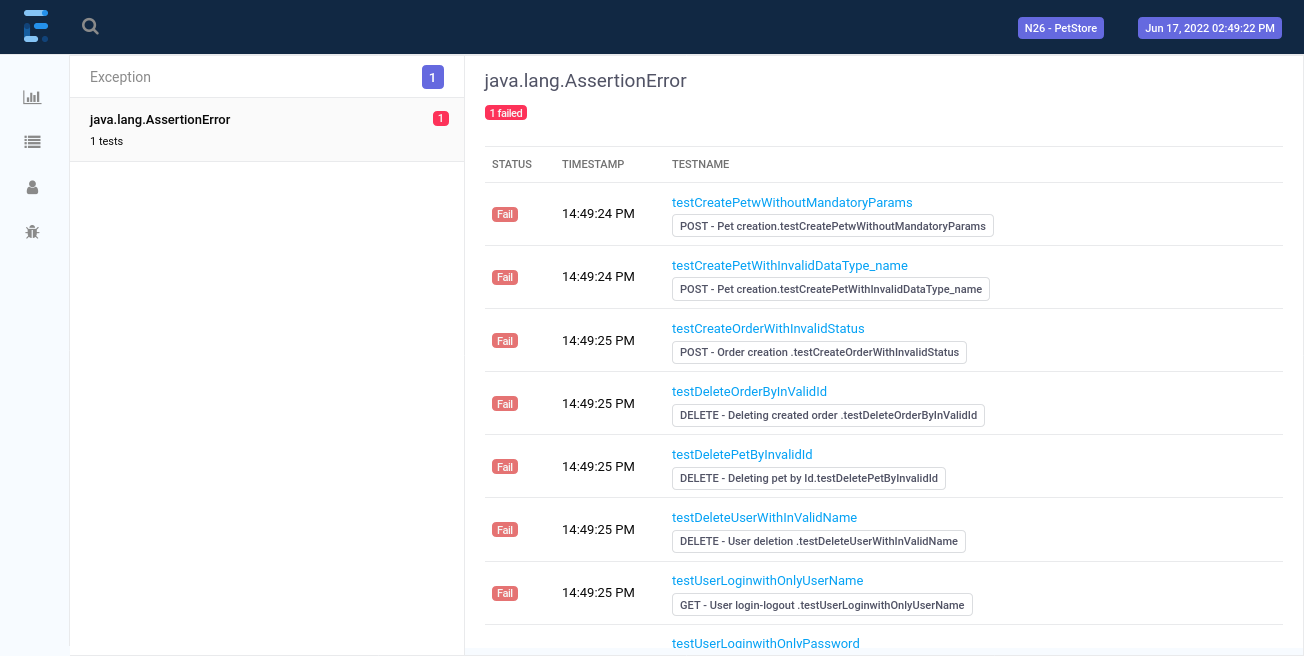 N26 - PetStore
Jun 17, 2022 02:49:22 PM
Exception
1
java.lang.AssertionError
1
1 tests
java.lang.AssertionError
1 failed
STATUS TIMESTAMP TESTNAME
Fail 14:49:24 PM testCreatePetwWithoutMandatoryParams
POST - Pet creation.testCreatePetwWithoutMandatoryParams
Fail 14:49:24 PM testCreatePetWithInvalidDataType_name
POST - Pet creation.testCreatePetWithInvalidDataType_name
Fail 14:49:25 PM testCreateOrderWithInvalidStatus
POST - Order creation .testCreateOrderWithInvalidStatus
Fail 14:49:25 PM testDeleteOrderByInValidId
DELETE - Deleting created order .testDeleteOrderByInValidId
Fail 14:49:25 PM testDeletePetByInvalidId
DELETE - Deleting pet by Id.testDeletePetByInvalidId
Fail 14:49:25 PM testDeleteUserWithInValidName
DELETE - User deletion .testDeleteUserWithInValidName
Fail 14:49:25 PM testUserLoginwithOnlyUserName
GET - User login-logout .testUserLoginwithOnlyUserName
testUserLoginwithOnlyPassword